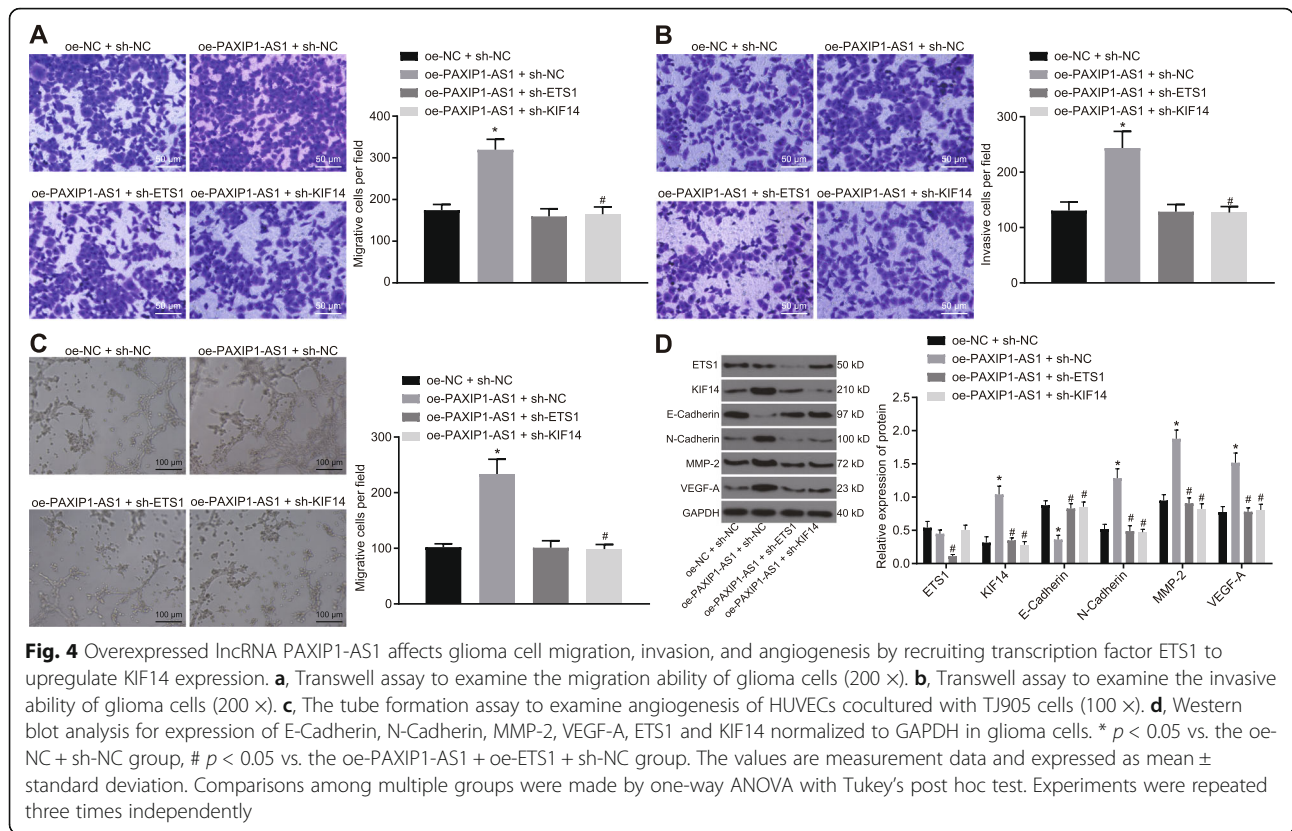 A
oe-NC + sh-NC
oe-PAXIP1-AS1 + sh-NC
50 μm
50 μm
oe-PAXIP1-AS1 + sh-ETS1
oe-PAXIP1-AS1 + sh-KIF14
50 μm
50 μm
oe-NC + sh-NC
oe-PAXIP1-AS1 + sh-NC
oe-PAXIP1-AS1 + sh-ETS1
oe-PAXIP1-AS1 + sh-KIF14
Migrative cells per field
400
300
200
100
0
*
#
B
oe-NC + sh-NC
oe-PAXIP1-AS1 + sh-NC
50 μm
50 μm
oe-PAXIP1-AS1 + sh-ETS1
oe-PAXIP1-AS1 + sh-KIF14
50 μm
50 μm
oe-NC + sh-NC
oe-PAXIP1-AS1 + sh-NC
oe-PAXIP1-AS1 + sh-ETS1
oe-PAXIP1-AS1 + sh-KIF14
Invasive cells per field
300
200
100
0
*
#
C
oe-NC + sh-NC
oe-PAXIP1-AS1 + sh-NC
100 μm
100 μm
oe-PAXIP1-AS1 + sh-ETS1
oe-PAXIP1-AS1 + sh-KIF14
100 μm
100 μm
oe-NC + sh-NC
oe-PAXIP1-AS1 + sh-NC
oe-PAXIP1-AS1 + sh-ETS1
oe-PAXIP1-AS1 + sh-KIF14
Migrative cells per field
300
200
100
0
*
#
D
ETS1 50 kD
KIF14 210 kD
E-Cadherin 97 kD
N-Cadherin 100 kD
MMP-2 72 kD
VEGF-A 23 kD
GAPDH 40 kD
oe-NC + sh-NC
oe-PAXIP1-AS1 + sh-NC
oe-PAXIP1-AS1 + sh-ETS1
oe-PAXIP1-AS1 + sh-KIF14
oe-NC + sh-NC
oe-PAXIP1-AS1 + sh-NC
oe-PAXIP1-AS1 + sh-ETS1
oe-PAXIP1-AS1 + sh-KIF14
Relative expression of protein
2.5
2.0
1.5
1.0
0.5
0.0
#
* # #
* # #
* # #
* # #
* # #
ETS1
KIF14
E-Cadherin
N-Cadherin
MMP-2
VEGF-A
Fig. 4 Overexpressed lncRNA PAXIP1-AS1 affects glioma cell migration, invasion, and angiogenesis by recruiting transcription factor ETS1 to
upregulate KIF14 expression. a, Transwell assay to examine the migration ability of glioma cells (200 ×). b, Transwell assay to examine the invasive
ability of glioma cells (200 ×). c, The tube formation assay to examine angiogenesis of HUVECs cocultured with TJ905 cells (100 ×). d, Western
blot analysis for expression of E-Cadherin, N-Cadherin, MMP-2, VEGF-A, ETS1 and KIF14 normalized to GAPDH in glioma cells. * p < 0.05 vs. the oe-
NC + sh-NC group, # p < 0.05 vs. the oe-PAXIP1-AS1 + oe-ETS1 + sh-NC group. The values are measurement data and expressed as mean ±
standard deviation. Comparisons among multiple groups were made by one-way ANOVA with Tukey's post hoc test. Experiments were repeated
three times independently